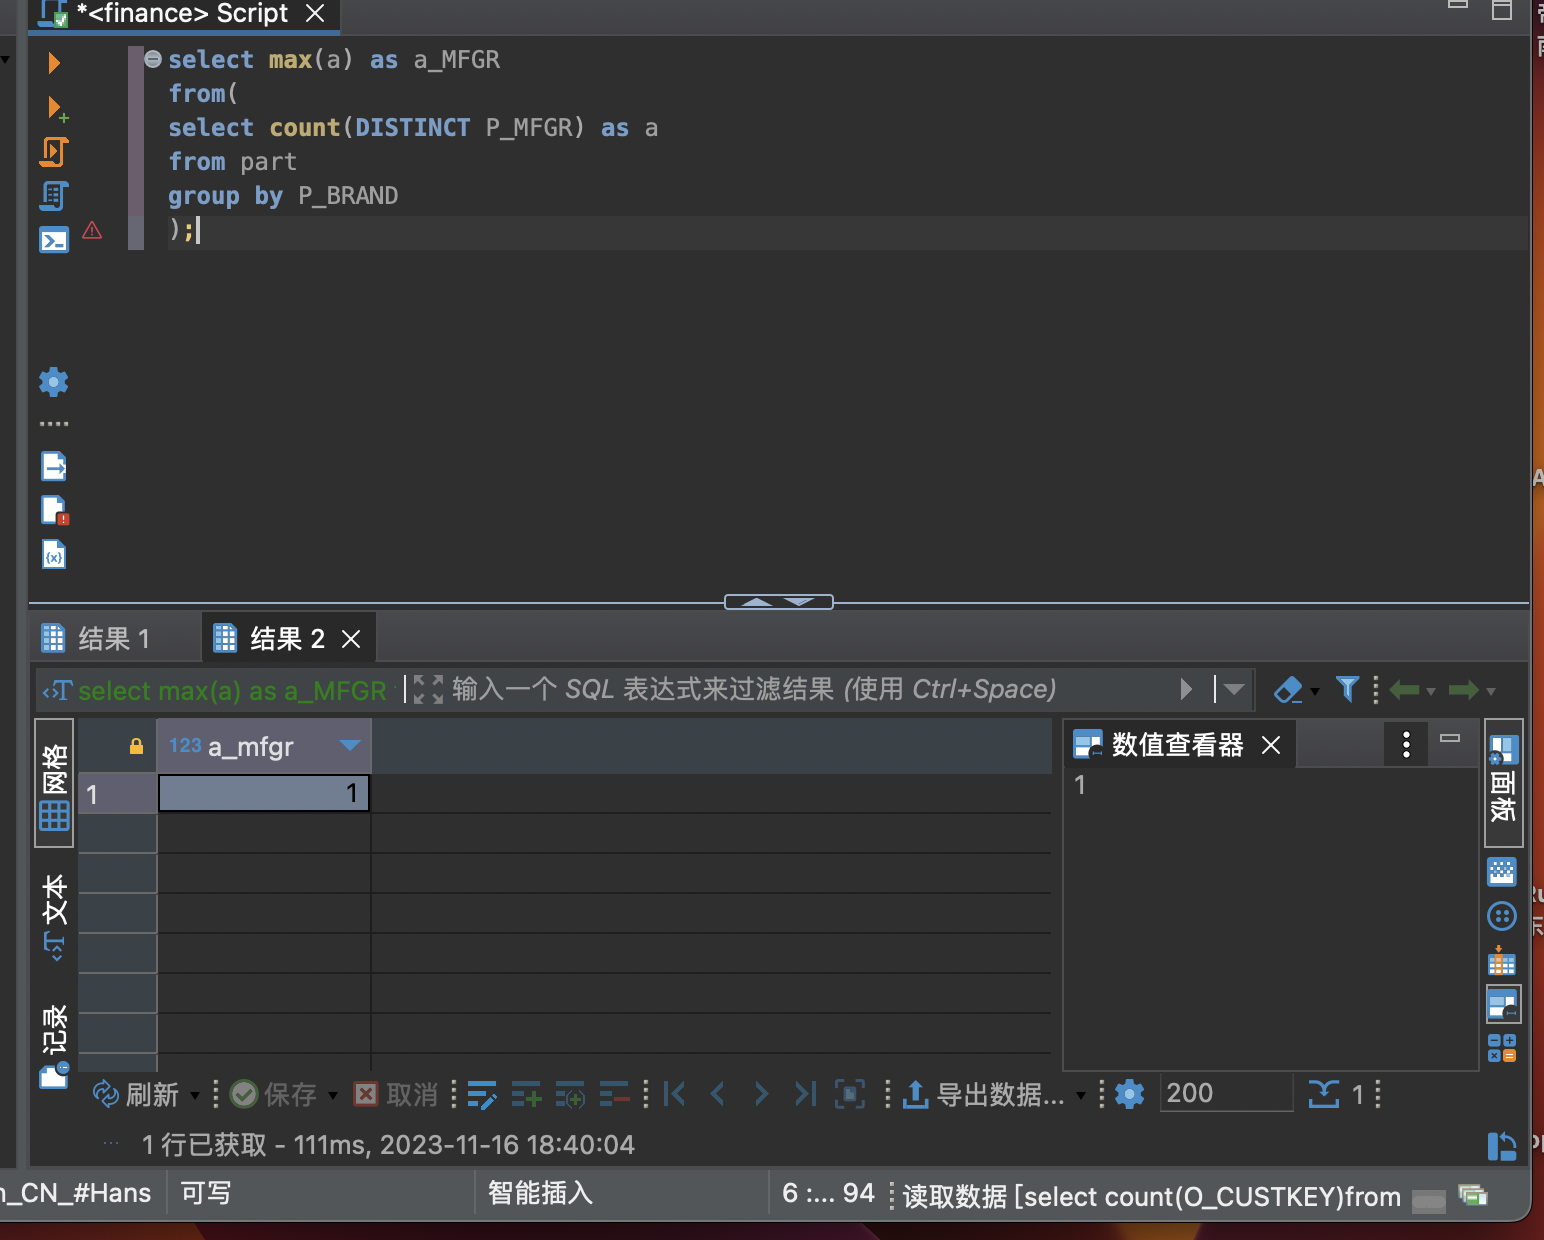 *<finance> Script
select max(a) as a_MFGR
from(
select count(DISTINCT P_MFGR) as a
from part
group by P_BRAND
);
结果 1
结果 2
select max(a) as a_MFGR
输入一个 SQL 表达式来过滤结果 (使用 Ctrl+Space)
网格
文本
记录
123 a_mfgr
1
1
数值查看器
1
面板
刷新
保存
取消
导出数据...
200
1
1 行已获取 - 111ms, 2023-11-16 18:40:04
n_CN_#Hans
可写
智能插入
6 :... 94
读取数据 [select count(O_CUSTKEY)from